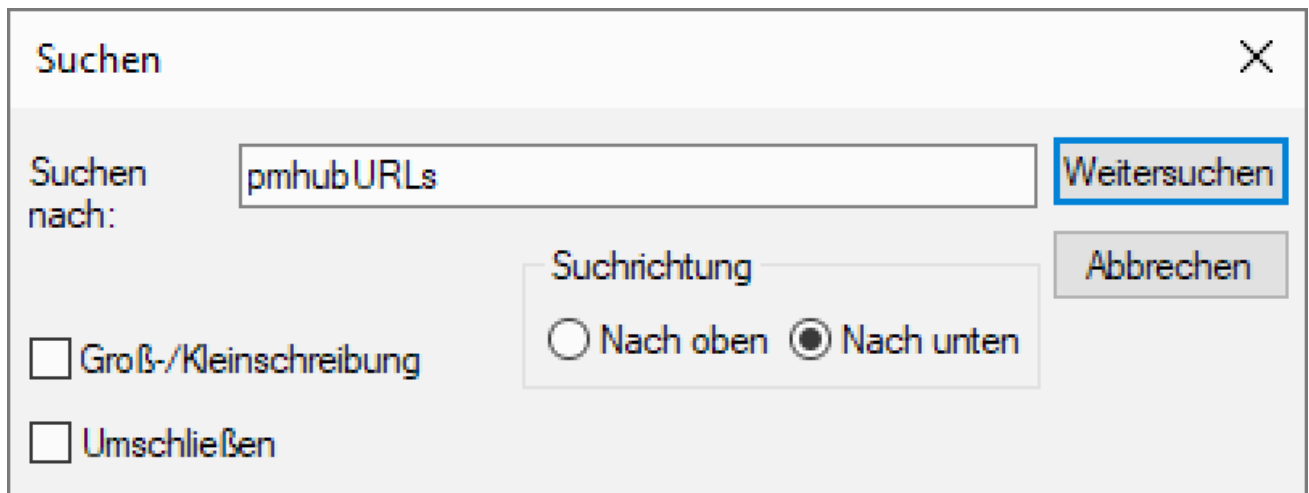 Suchen
Suchen nach:
pmhubURLs
Weitersuchen
Suchrichtung
Abbrechen
Nach oben
Nach unten
Groß-/Kleinschreibung
Umschließen